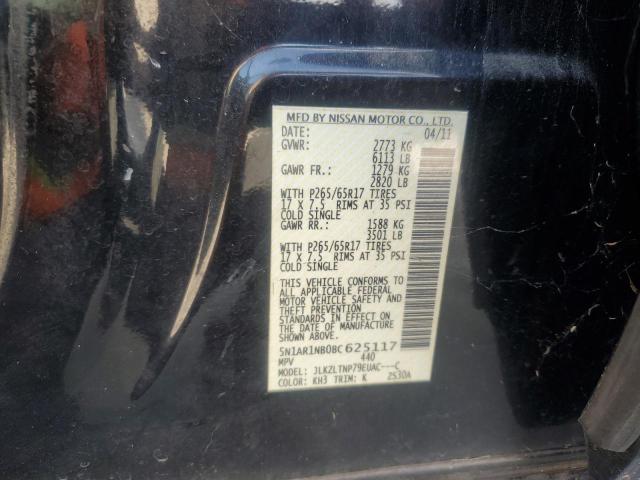 MFD BY NISSAN MOTOR CO., LTD.
DATE: 04/11
GVWR: 2773 KG
6113 LB
GAWR FR.: 1279 KG
2820 LB
WITH P265/65R17 TIRES
17 X 7.5 RIMS AT 35 PSI
COLD SINGLE
GAWR RR.: 1588 KG
3501 LB
WITH P265/65R17 TIRES
17 X 7.5 RIMS AT 35 PSI
COLD SINGLE
THIS VEHICLE CONFORMS TO
ALL APPLICABLE FEDERAL
MOTOR VEHICLE SAFETY AND
THEFT PREVENTION
STANDARDS IN EFFECT ON
THE DATE OF MANUFACTURE
SHOWN ABOVE.
5N1AR1NB0BC625117
MPV 440
MODEL: JLKZLTNP79EUAC---C
COLOR: KH3 TRIM: K 2530A